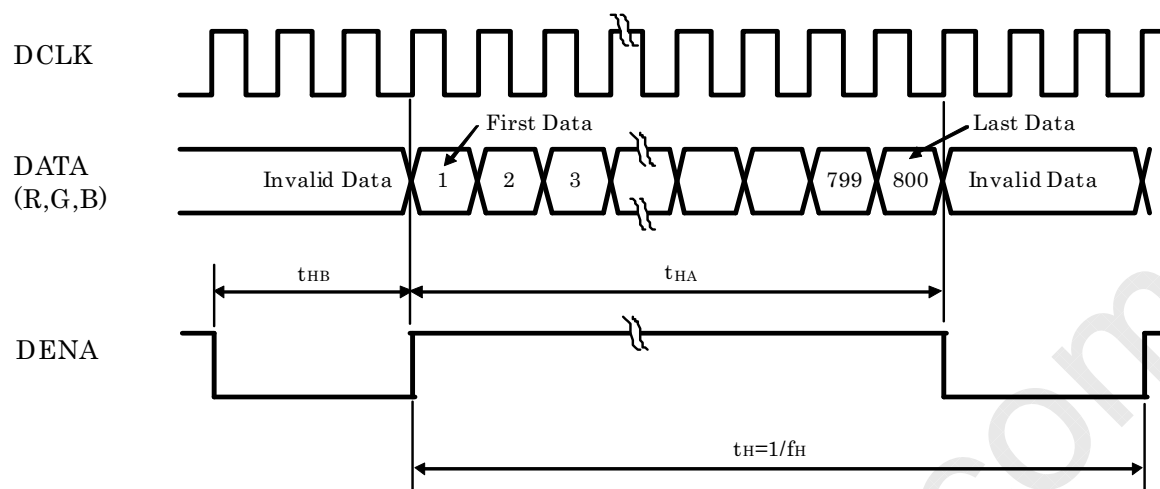 DCLK
First Data
Last Data
DATA
(R,G,B)
Invalid Data
1
2
3
799
800
Invalid Data
tHB
tHA
DENA
tH=1/fH
com